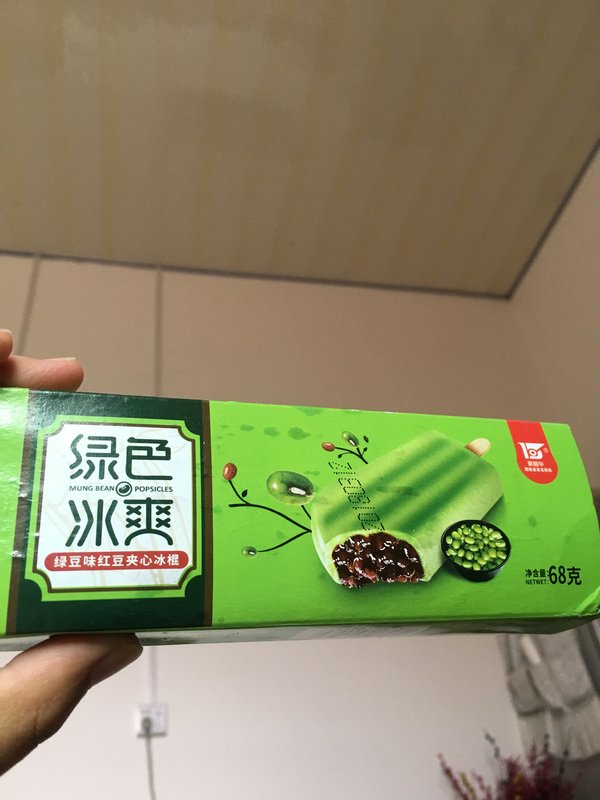 绿色
MUNG BEAN POPSICLES
冰爽
绿豆味红豆夹心冰棍
净含量:68克
NETWET: